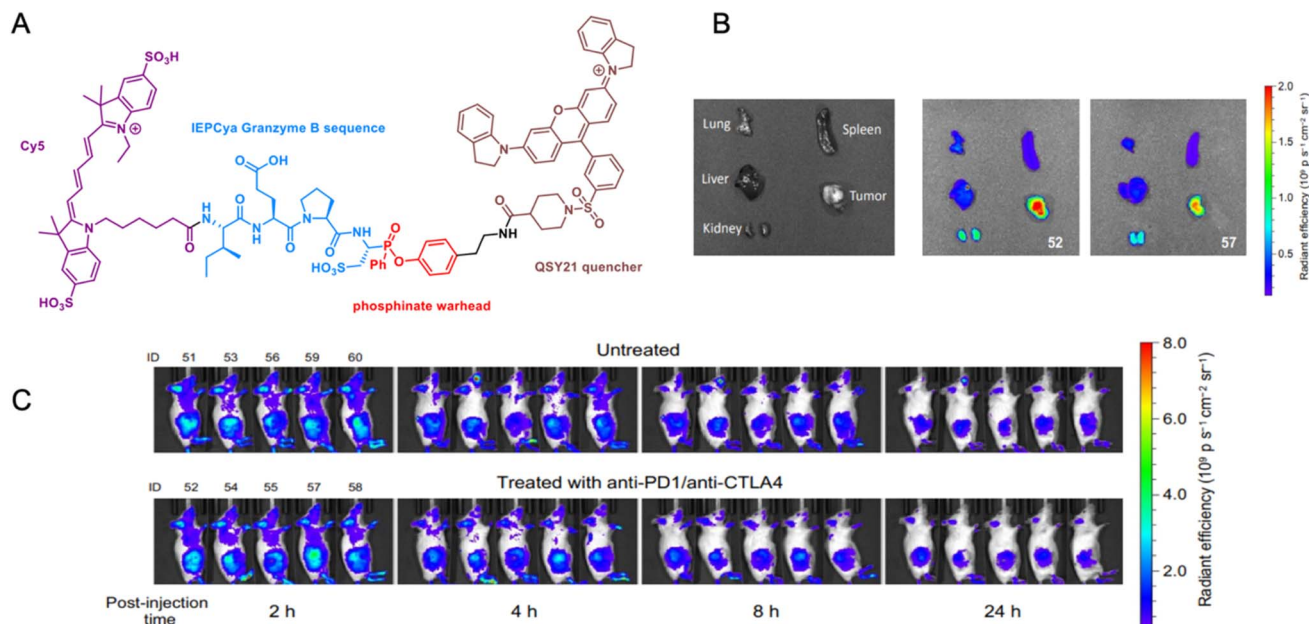 A
SO₃H
N
Cy5
N
HO₃S
O
N
H
IEPCya Granzyme B sequence
O
OH
O
H
N
N
H
O
N
O
O
HN
O
P
Ph
O
HO₃S
phosphinate warhead
N
O
N
O
N
H
N
S
O
O
QSY21 quencher
B
Lung
Spleen
Liver
Tumor
Kidney
52
57
2.0
1.5
1.0
0.5
Radiant efficiency (10⁹ p s⁻¹ cm⁻² sr⁻¹)
C
Untreated
ID 51 53 56 59 60
Treated with anti-PD1/anti-CTLA4
ID 52 54 55 57 58
Post-injection
time
2 h 4 h 8 h 24 h
8.0
6.0
4.0
2.0
Radiant efficiency (10⁹ p s⁻¹ cm⁻² sr⁻¹)